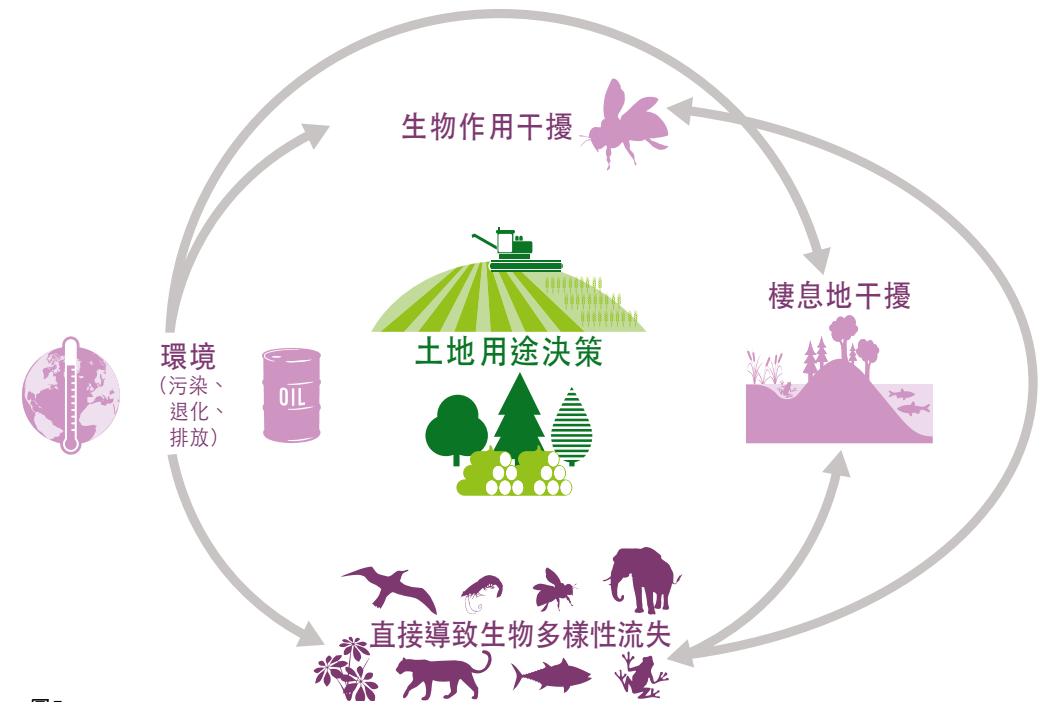 生物作用干擾
棲息地干擾
土地用途決策
環境
(污染、
退化、
排放)
OIL
直接導致生物多樣性流失